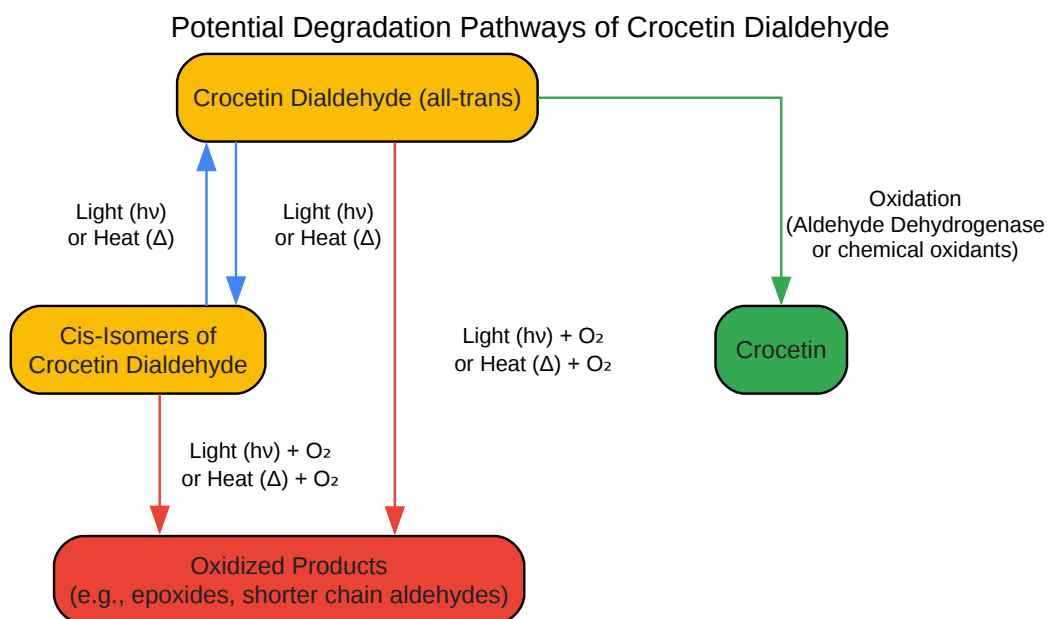 Potential Degradation Pathways of Crocetin Dialdehyde
Crocetin Dialdehyde (all-trans)
Light (hν)
or Heat (Δ)
Light (hν)
or Heat (Δ)
Oxidation
(Aldehyde Dehydrogenase
or chemical oxidants)
Cis-Isomers of
Crocetin Dialdehyde
Light (hν) + O₂
or Heat (Δ) + O₂
Crocetin
Light (hν) + O₂
or Heat (Δ) + O₂
Oxidized Products
(e.g., epoxides, shorter chain aldehydes)